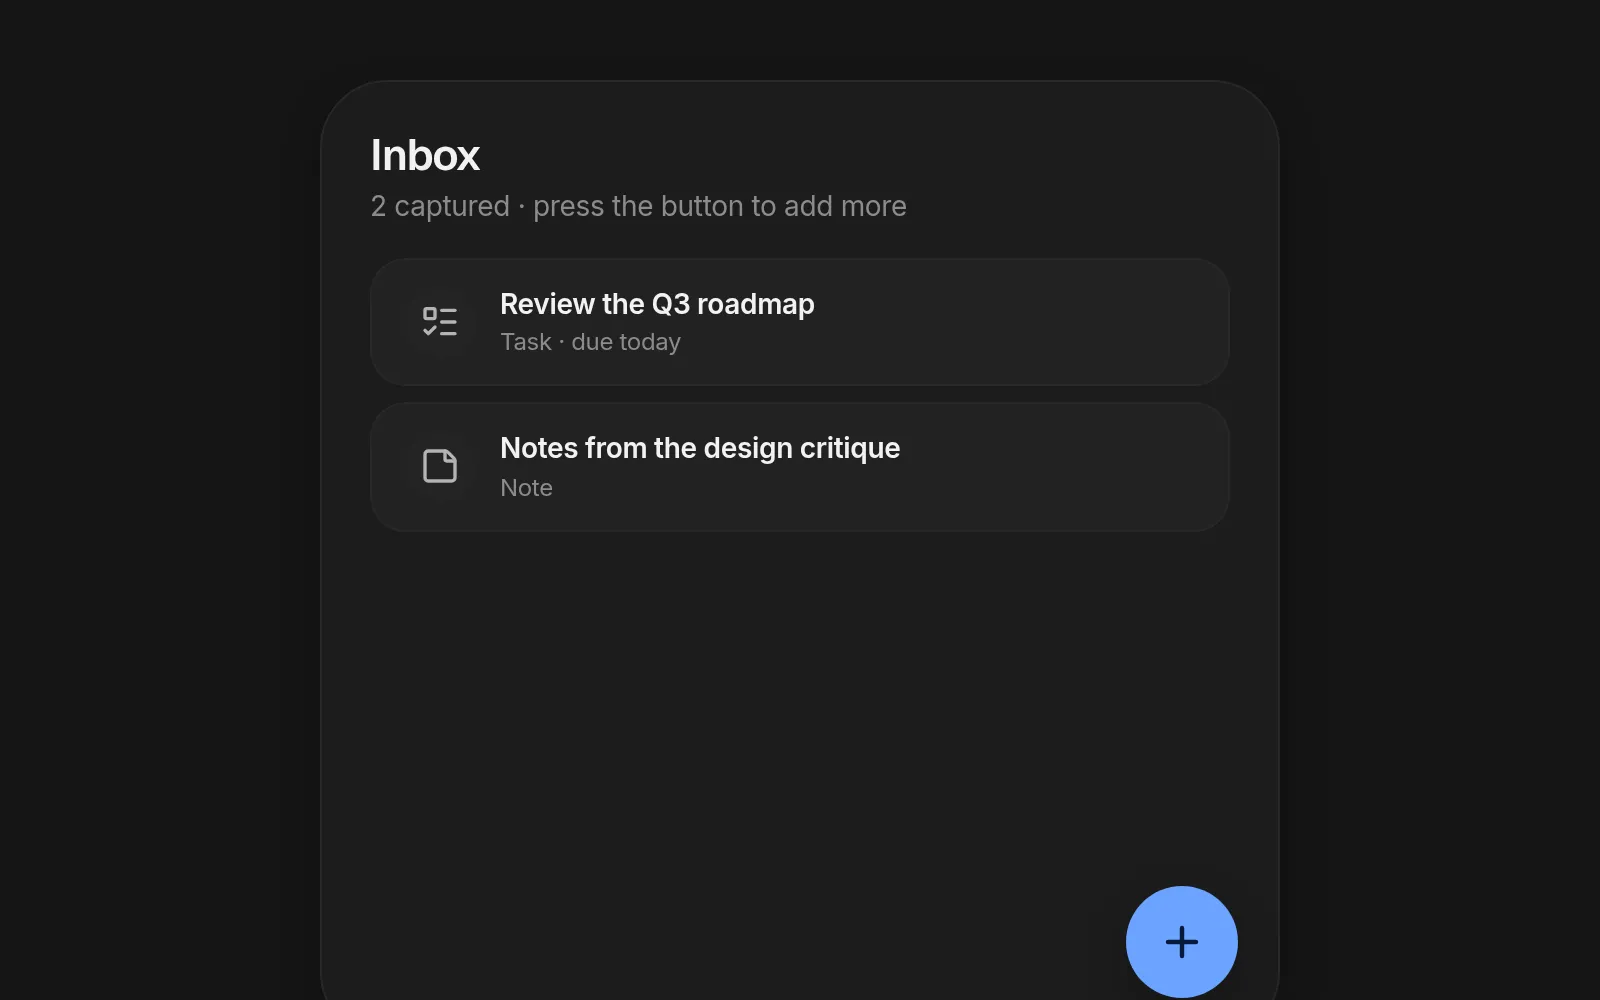 Inbox
2 captured · press the button to add more
Review the Q3 roadmap
Task · due today
Notes from the design critique
Note